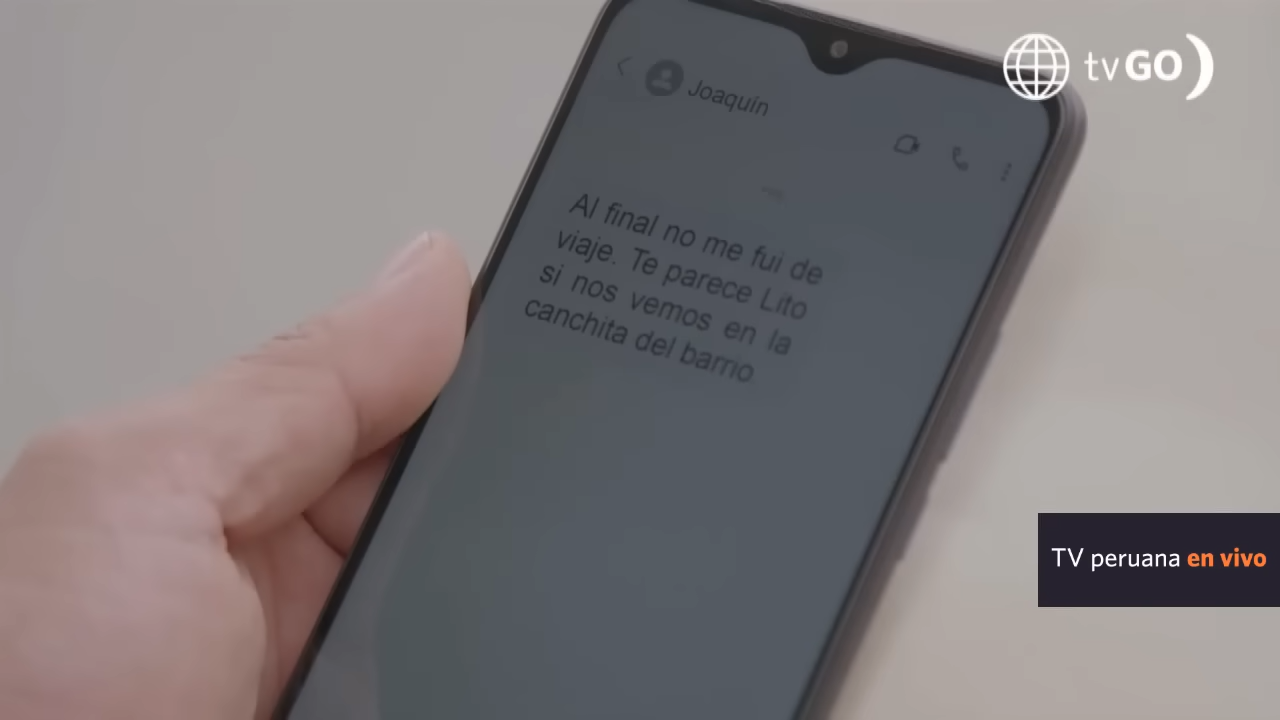 tvGO
Joaquín
Al final no me fui de
viaje. Te parece Lito
si nos vemos en la
canchita del barrio
TV peruana en vivo